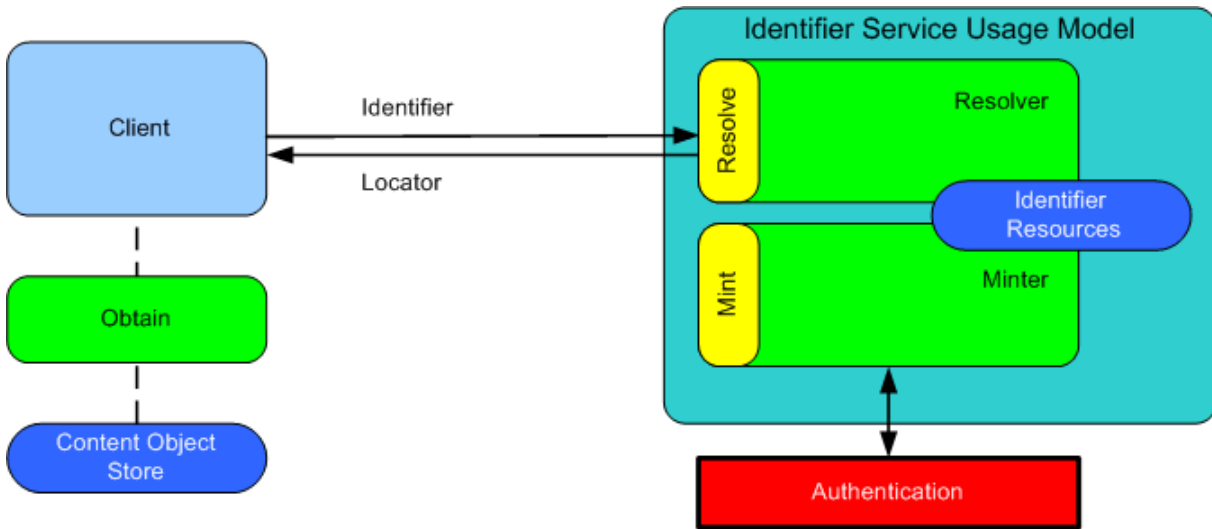 Identifier Service Usage Model
Client
Identifier
Locator
Resolve
Resolver
Identifier
Resources
Mint
Minter
Obtain
Content Object
Store
Authentication